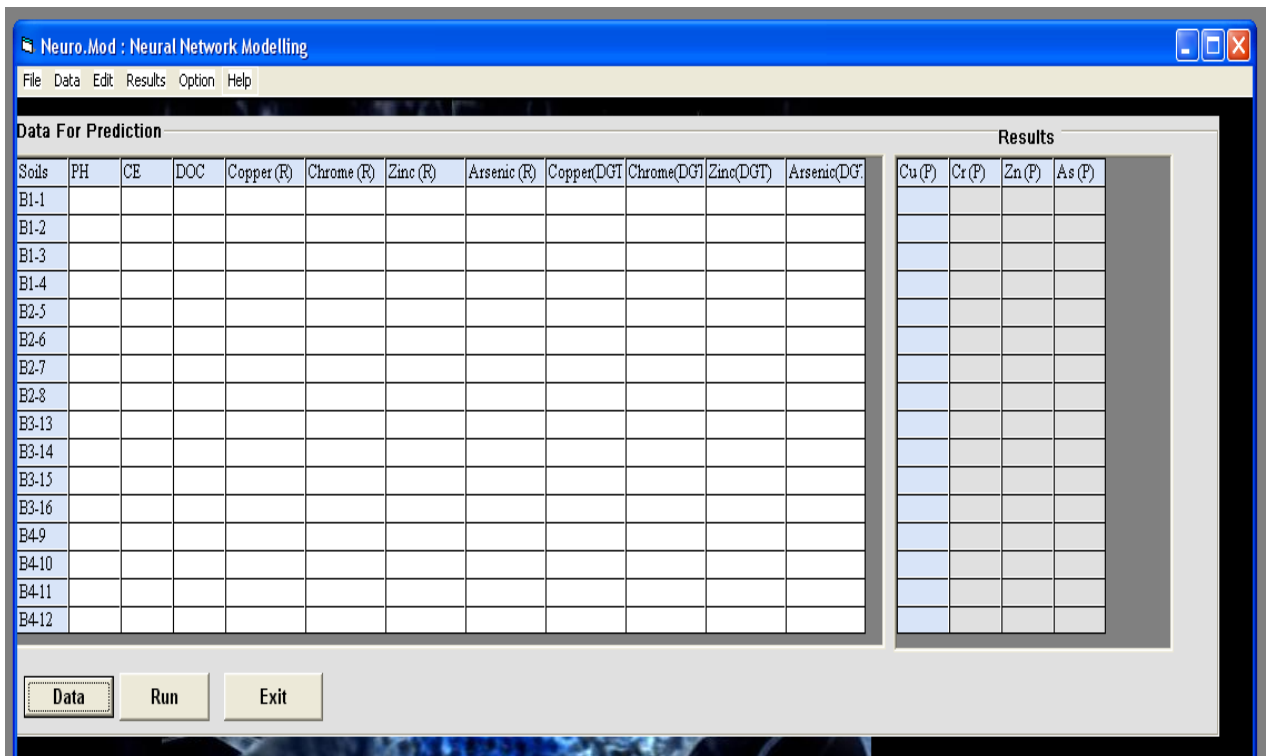 Neuro.Mod : Neural Network Modelling
File Data Edit Results Option Help
Data For Prediction
Results
Soils PH CE DOC Copper (R) Chrome (R) Zinc (R) Arsenic (R) Copper(DGT Chrome(DGT Zinc(DGT) Arsenic(DG. Cu (P) Cr (P) Zn (P) As (P)
B1-1
B1-2
B1-3
B1-4
B2-5
B2-6
B2-7
B2-8
B3-13
B3-14
B3-15
B3-16
B4-9
B4-10
B4-11
B4-12
Data Run Exit